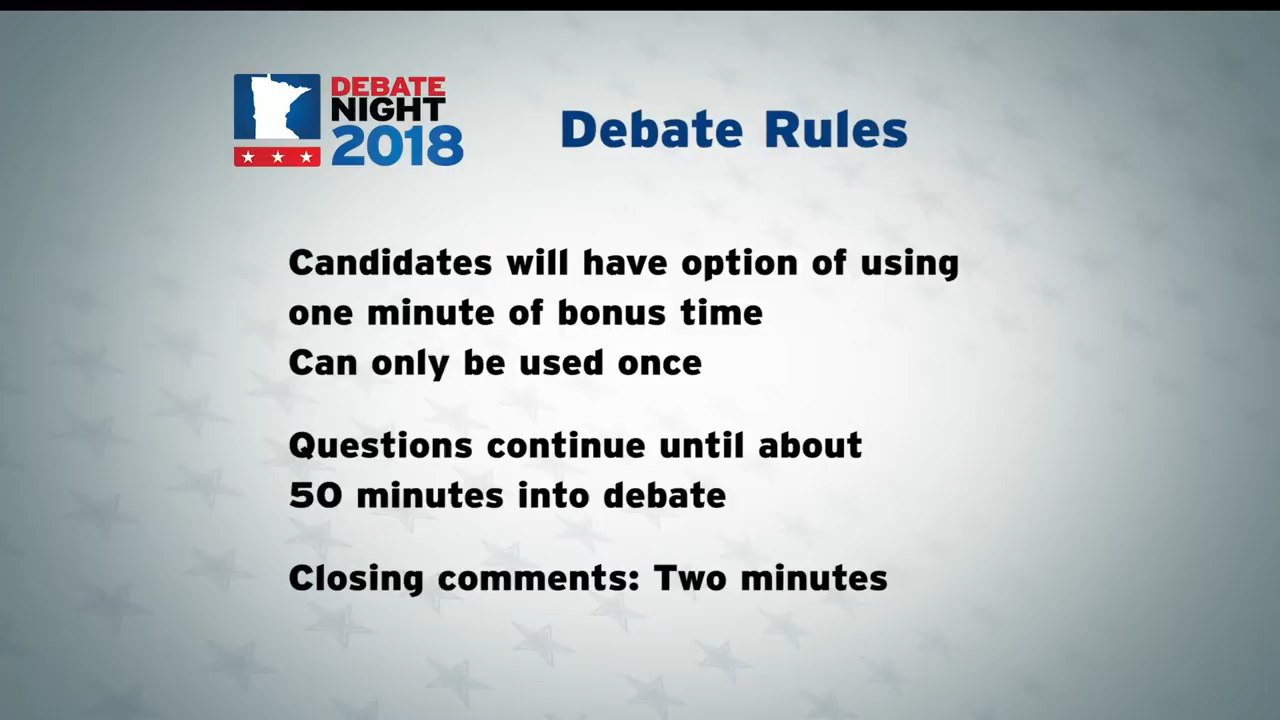 DEBATE
NIGHT
2018
Debate Rules
Candidates will have option of using
one minute of bonus time
Can only be used once
Questions continue until about
50 minutes into debate
Closing comments: Two minutes